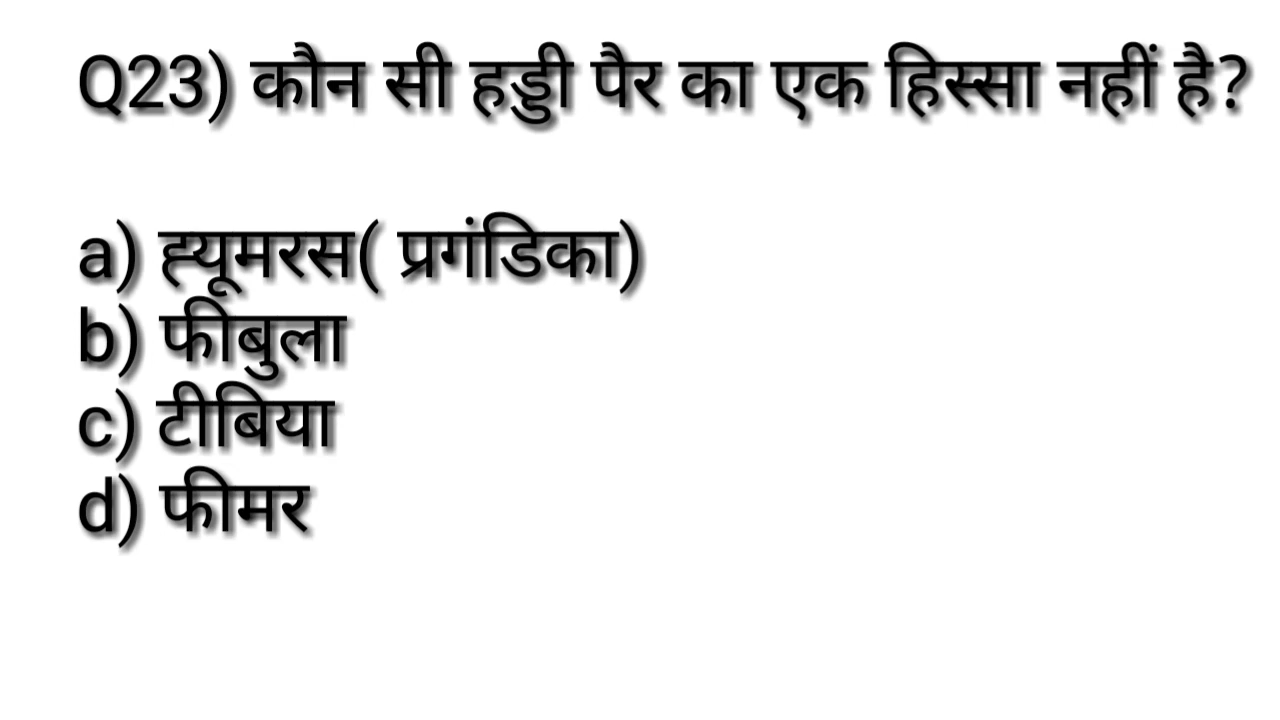 Q23) कौन सी हड्डी पैर का एक हिस्सा नहीं है?
a) ह्यूमरस( प्रगंडिका)
b) फीबुला
c) टीबिया
d) फीमर